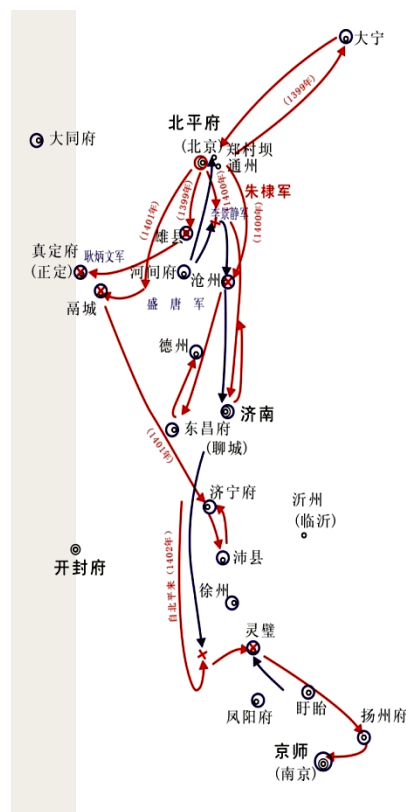 大宁
(1399年)
大同府
北平府
(北京)
郑村坝
通州
朱棣军
(1400年)
(1400年)
(1401年)
(1399年)
李景静军
雄县
真定府
(正定)
耿炳文军
河间府
沧州
鬲城
盛唐军
德州
济南
东昌府
(聊城)
(1401年)
济宁府
沂州
(临沂)
开封府
沛县
自北平来(1402年)
徐州
灵璧
凤阳府
盱眙
扬州府
京师
(南京)